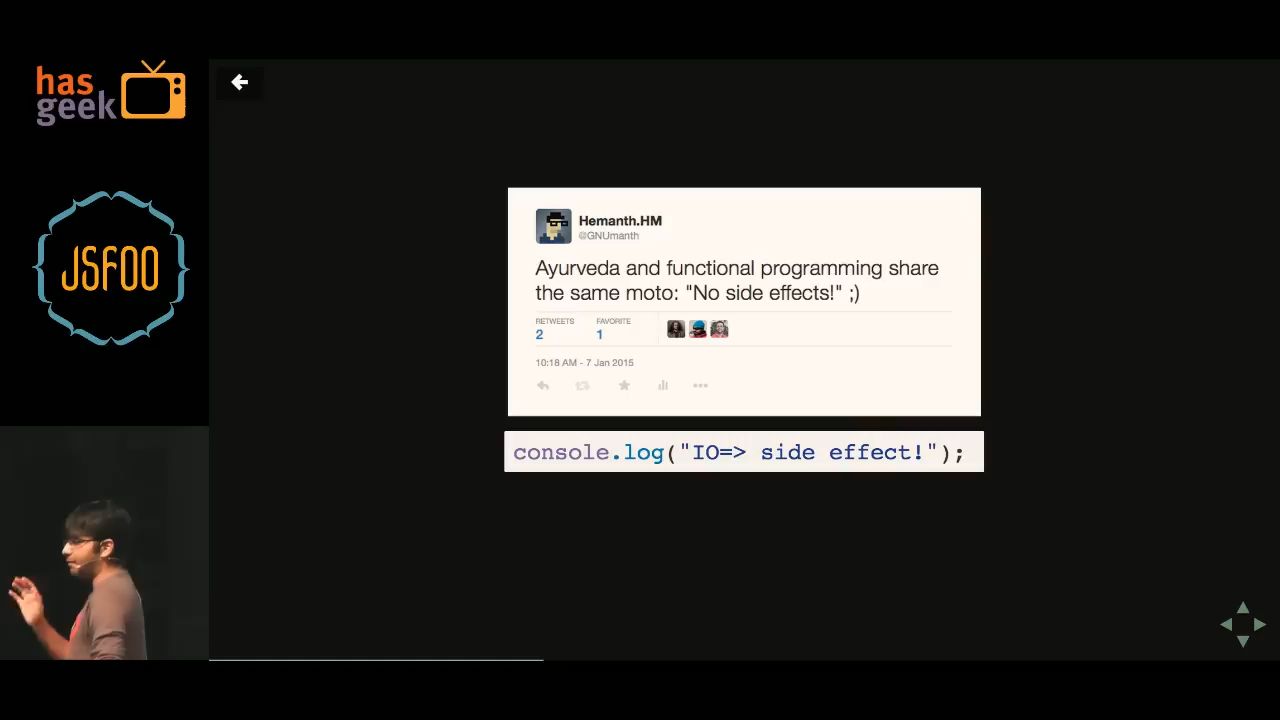 has
geek
JSFOO
Hemanth.HM
@GNUmanth
Ayurveda and functional programming share
the same moto: "No side effects!" ;)
RETWEETS FAVORITE
2 1
10:18 AM - 7 Jan 2015
console.log("IO=> side effect!");